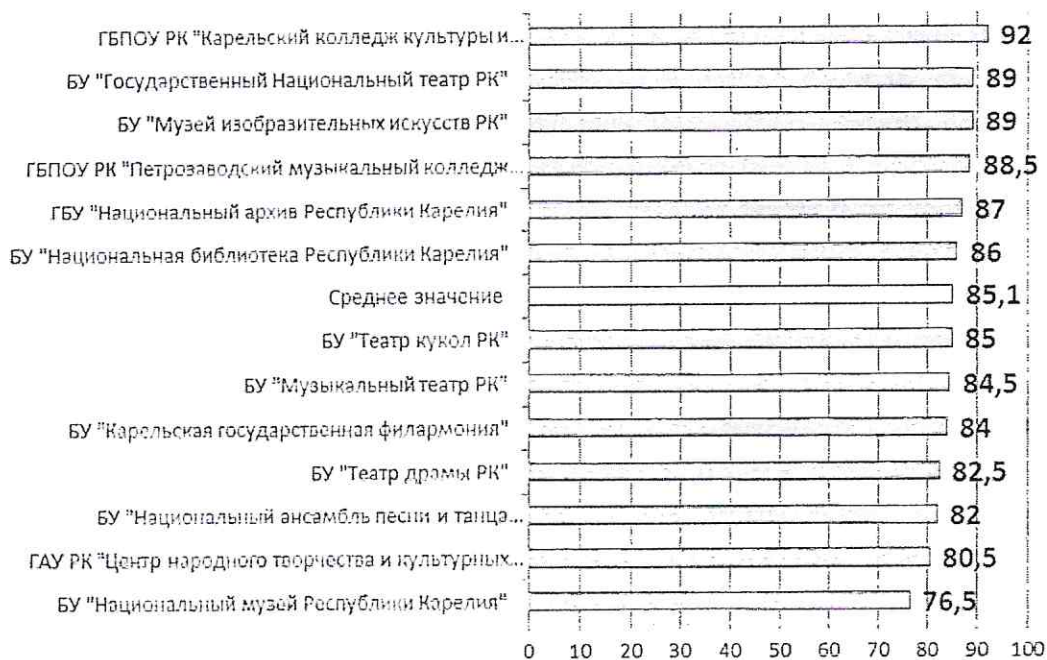 ГБПОУ РК "Карельский колледж культуры и... 92
БУ "Государственный Национальный театр РК" 89
БУ "Музей изобразительных искусств РК" 89
ГБПОУ РК "Петрозаводский музыкальный колледж... 88,5
ГБУ "Национальный архив Республики Карелия" 87
БУ "Национальная библиотека Республики Карелия" 86
Среднее значение 85,1
БУ "Театр кукол РК" 85
БУ "Музыкальный театр РК" 84,5
БУ "Карельская государственная филармония" 84
БУ "Театр драмы РК" 82,5
БУ "Национальный ансамбль песни и танца... 82
ГАУ РК "Центр народного творчества и культурных... 80,5
БУ "Национальный музей Республики Карелия" 76,5
0 10 20 30 40 50 60 70 80 90 100